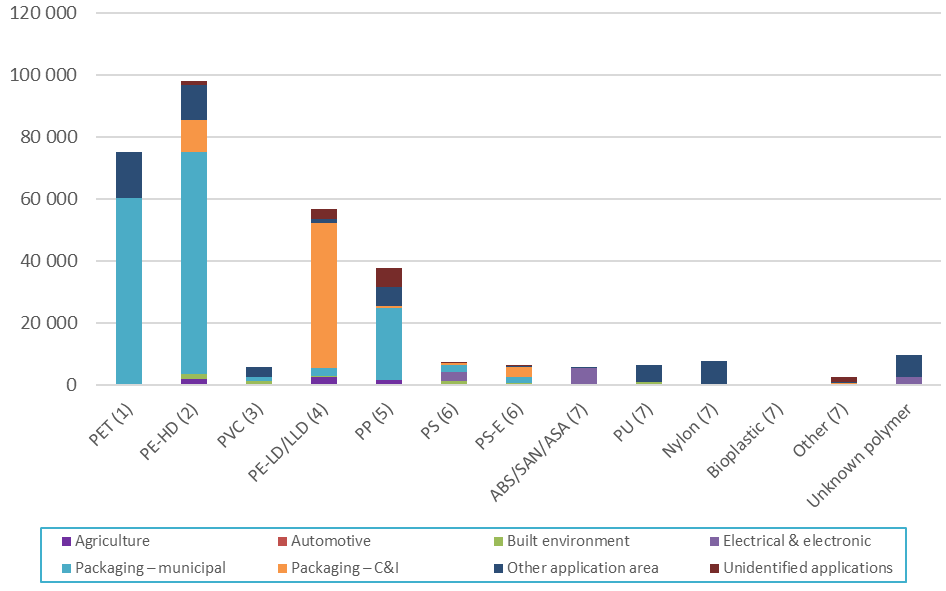 120 000
100 000
80 000
60 000
40 000
20 000
0
PET (1)
PE-HD (2)
PVC (3)
PE-LD/LLD (4)
PP (5)
PS (6)
PS-E (6)
ABS/SAN/ASA (7)
PU (7)
Nylon (7)
Bioplastic (7)
Other (7)
Unknown polymer
Agriculture Automotive Built environment Electrical & electronic
Packaging – municipal Packaging – C&I Other application area Unidentified applications